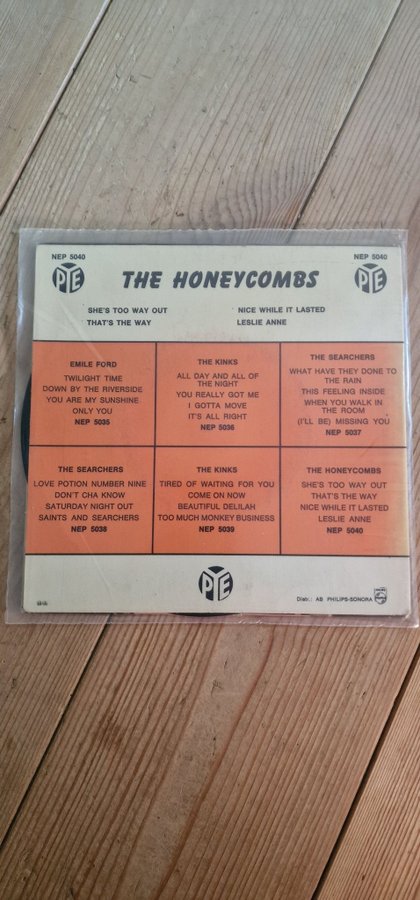 NEP 5040
NEP 5040
PYE
THE HONEYCOMBS
PYE
SHE'S TOO WAY OUT
THAT'S THE WAY
NICE WHILE IT LASTED
LESLIE ANNE
EMILE FORD
TWILIGHT TIME
DOWN BY THE RIVERSIDE
YOU ARE MY SUNSHINE
ONLY YOU
NEP 5035
THE KINKS
ALL DAY AND ALL OF
THE NIGHT
YOU REALLY GOT ME
I GOTTA MOVE
IT'S ALL RIGHT
NEP 5036
THE SEARCHERS
WHAT HAVE THEY DONE TO
THE RAIN
THIS FEELING INSIDE
WHEN YOU WALK IN
THE ROOM
(I'LL BE) MISSING YOU
NEP 5037
THE SEARCHERS
LOVE POTION NUMBER NINE
DON'T CHA KNOW
SATURDAY NIGHT OUT
SAINTS AND SEARCHERS
NEP 5038
THE KINKS
TIRED OF WAITING FOR YOU
COME ON NOW
BEAUTIFUL DELILAH
TOO MUCH MONKEY BUSINESS
NEP 5039
THE HONEYCOMBS
SHE'S TOO WAY OUT
THAT'S THE WAY
NICE WHILE IT LASTED
LESLIE ANNE
NEP 5040
PYE
Distr.: AB PHILIPS-SONORA